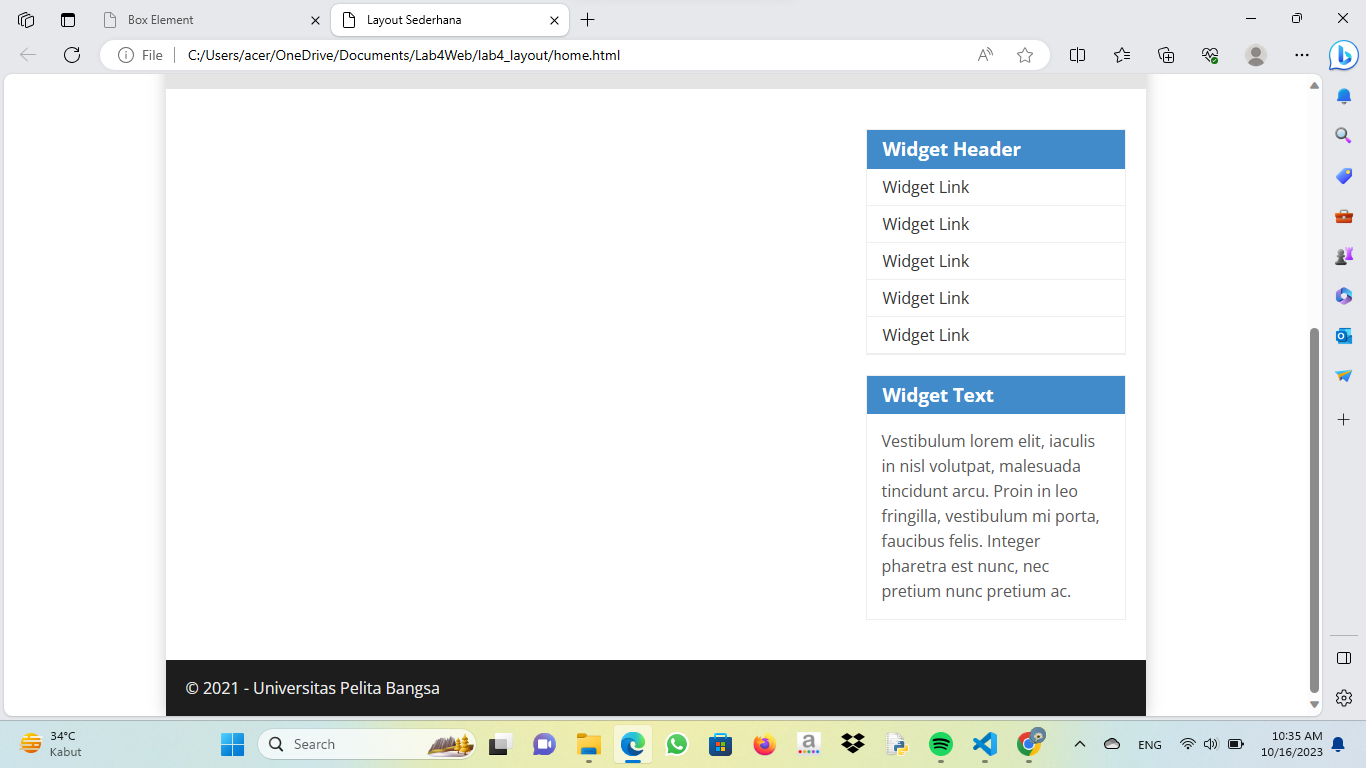 Box Element
Layout Sederhana
File
C:/Users/acer/OneDrive/Documents/Lab4Web/lab4_layout/home.html
Widget Header
Widget Link
Widget Link
Widget Link
Widget Link
Widget Link
Widget Text
Vestibulum lorem elit, iaculis
in nisl volutpat, malesuada
tincidunt arcu. Proin in leo
fringilla, vestibulum mi porta,
faucibus felis. Integer
pharetra est nunc, nec
pretium nunc pretium ac.
© 2021 - Universitas Pelita Bangsa
34°C
Kabut
Search
ENG
10:35 AM
10/16/2023